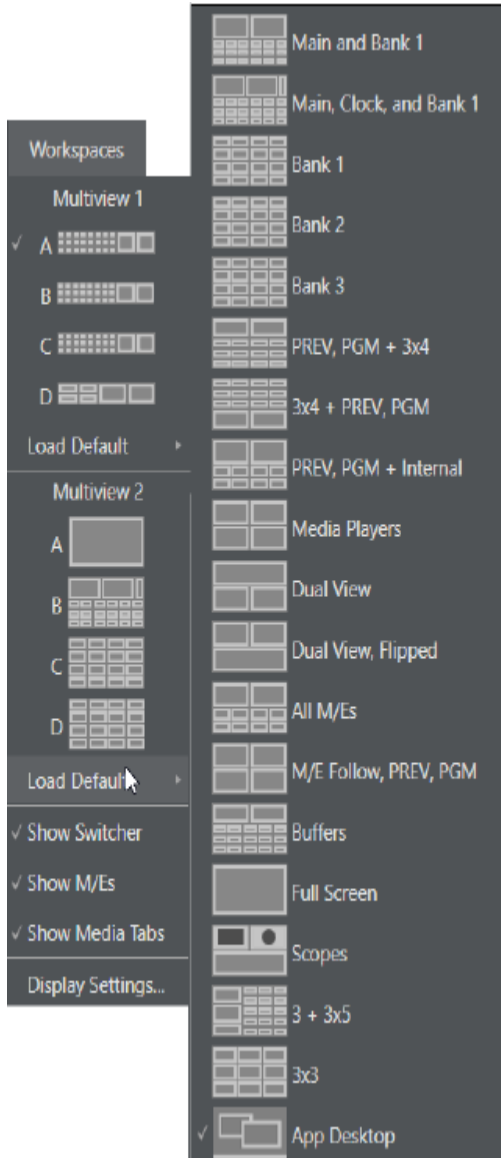 Workspaces
Multiview 1
A
B
C
D
Load Default
Multiview 2
A
B
C
D
Load Default
Show Switcher
Show M/Es
Show Media Tabs
Display Settings...
Main and Bank 1
Main, Clock, and Bank 1
Bank 1
Bank 2
Bank 3
PREV, PGM + 3x4
3x4 + PREV, PGM
PREV, PGM + Internal
Media Players
Dual View
Dual View, Flipped
All M/Es
M/E Follow, PREV, PGM
Buffers
Full Screen
Scopes
3 + 3x5
3x3
App Desktop